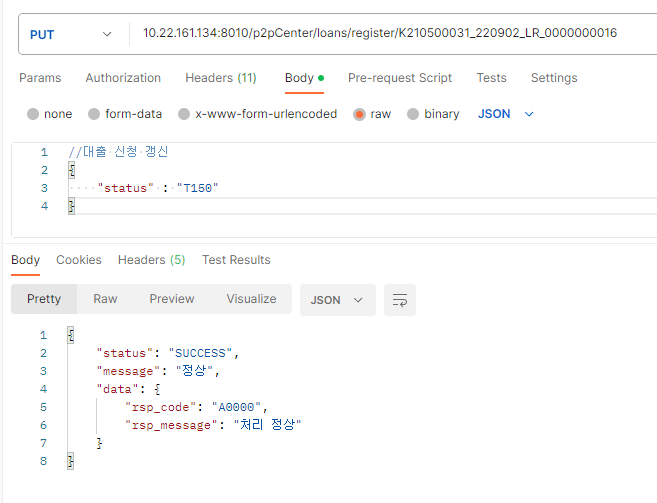 PUT 10.22.161.134:8010/p2pCenter/loans/register/K210500031_220902_LR_0000000016
Params Authorization Headers (11) Body Pre-request Script Tests Settings
none form-data x-www-form-urlencoded raw binary JSON
1 //대출 신청 갱신
2 {
3 "status" : "T150"
4 }
Body Cookies Headers (5) Test Results
Pretty Raw Preview Visualize JSON
1 {
2 "status": "SUCCESS",
3 "message": "정상",
4 "data": {
5 "rsp_code": "A0000",
6 "rsp_message": "처리 정상"
7 }
8 }